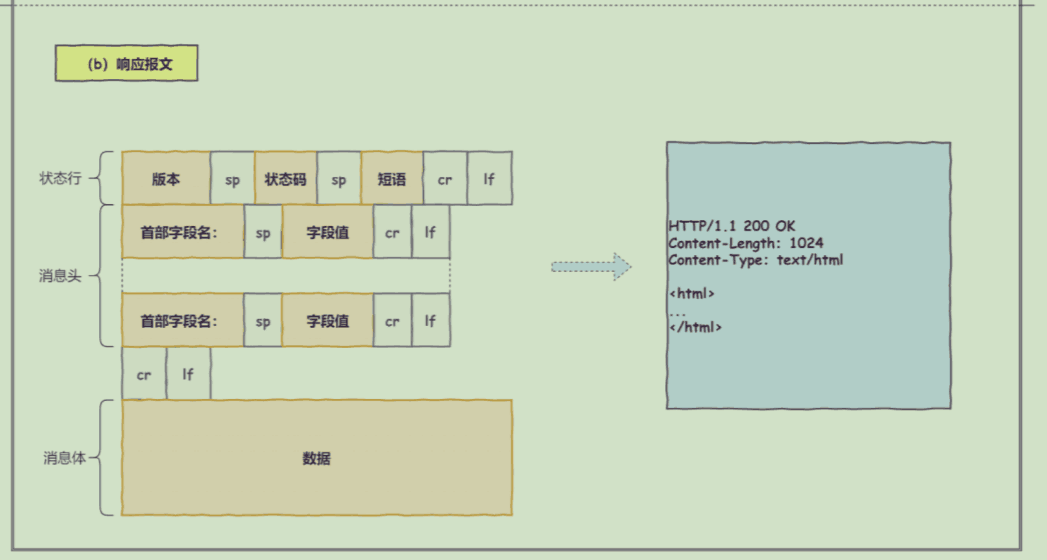 (b) 响应报文
状态行
版本 sp 状态码 sp 短语 cr lf
首部字段名: sp 字段值 cr lf
消息头
首部字段名: sp 字段值 cr lf
cr lf
消息体
数据
HTTP/1.1 200 OK
Content-Length: 1024
Content-Type: text/html
<html>
...
</html>